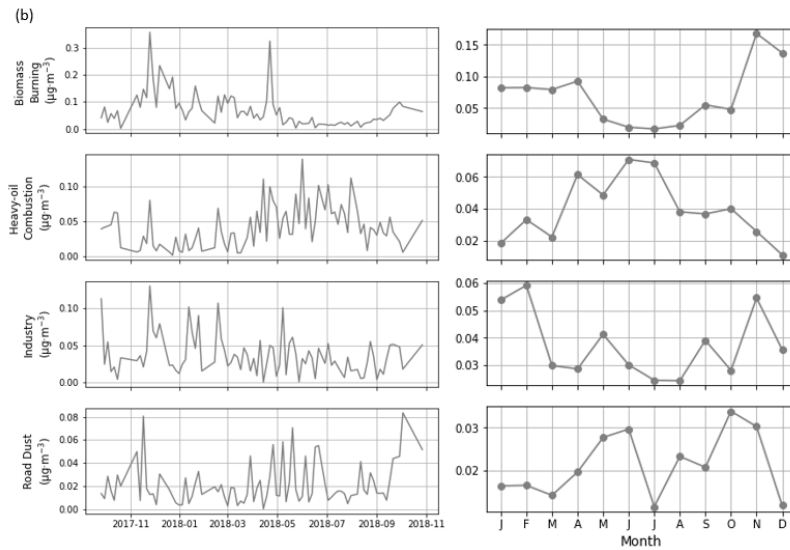 (b)
Biomass
Burning
(μg·m⁻³)
0.3
0.2
0.1
0.0
0.15
0.10
0.05
Heavy-oil
Combustion
(μg·m⁻³)
0.10
0.05
0.00
0.06
0.04
0.02
Industry
(μg·m⁻³)
0.10
0.05
0.00
0.06
0.05
0.04
0.03
Road Dust
(μg·m⁻³)
0.08
0.06
0.04
0.02
0.00
0.03
0.02
2017-11 2018-01 2018-03 2018-05 2018-07 2018-09 2018-11
J F M A M J J A S O N D
Month